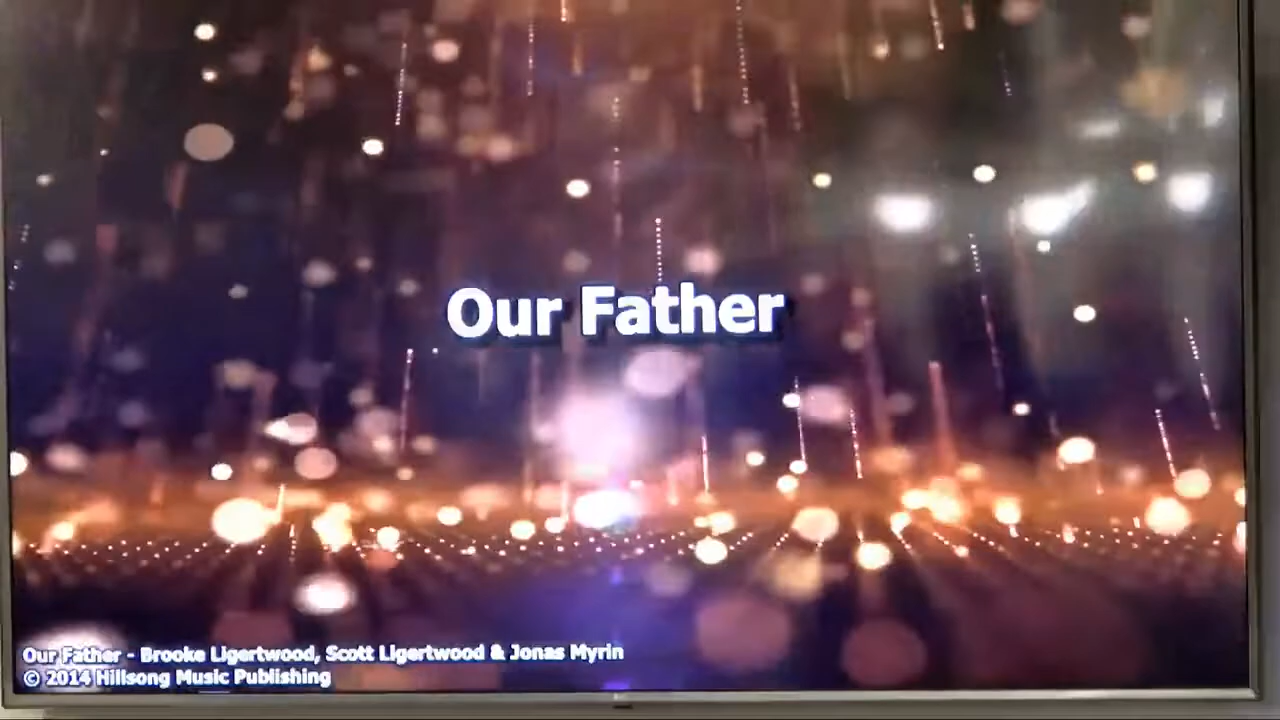 Our Father
Our Father - Brooke Ligertwood, Scott Ligertwood & Jonas Myrin
© 2014 Hillsong Music Publishing